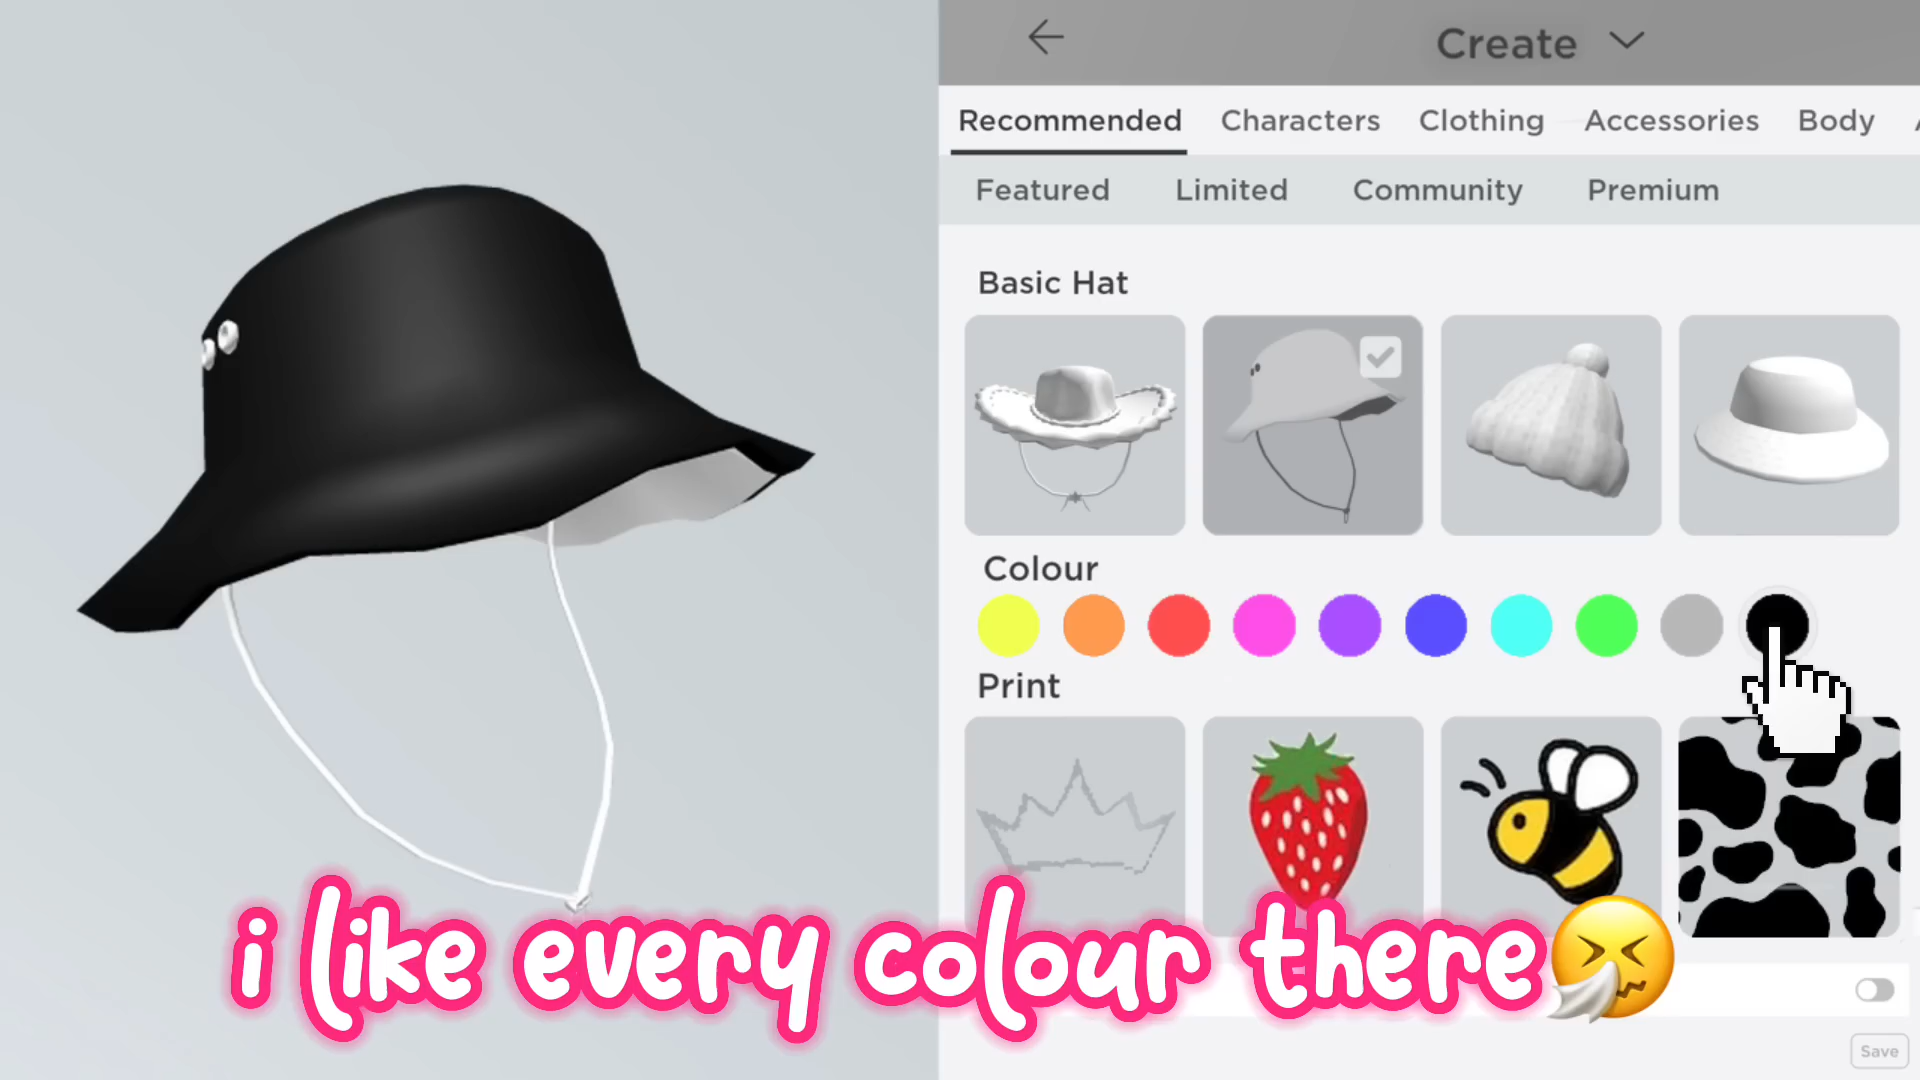 Create
Recommended Characters Clothing Accessories Body
Featured Limited Community Premium
Basic Hat
Colour
Print
i like every colour there🤧
Save